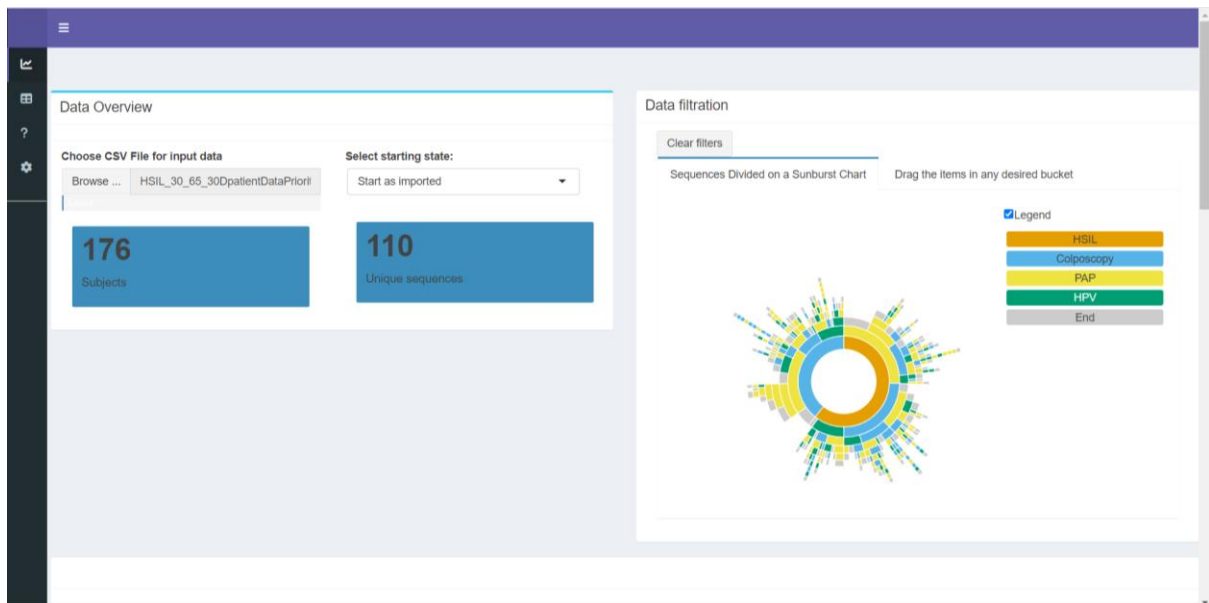 Data Overview
Choose CSV File for input data
Browse ...
HSIL_30_65_30DpatientDataPriori
176
Subjects
Select starting state:
Start as imported
110
Unique sequences
Data filtration
Clear filters
Sequences Divided on a Sunburst Chart
Drag the items in any desired bucket
Legend
HSIL
Colposcopy
PAP
HPV
End